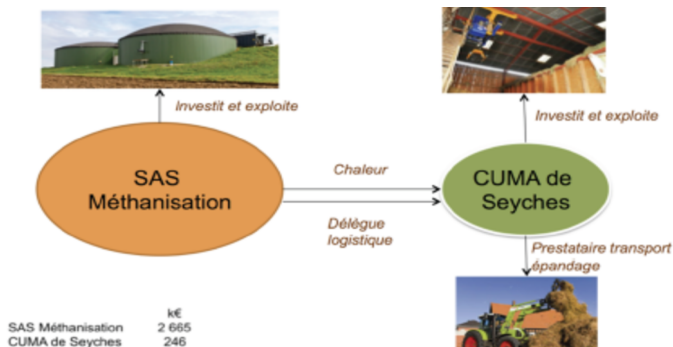 Investit et exploite
Investit et exploite
SAS
Méthanisation
Chaleur
CUMA de
Seyches
Délègue
logistique
Prestataire transport
épandage
k€
SAS Méthanisation 2 665
CUMA de Seyches 246